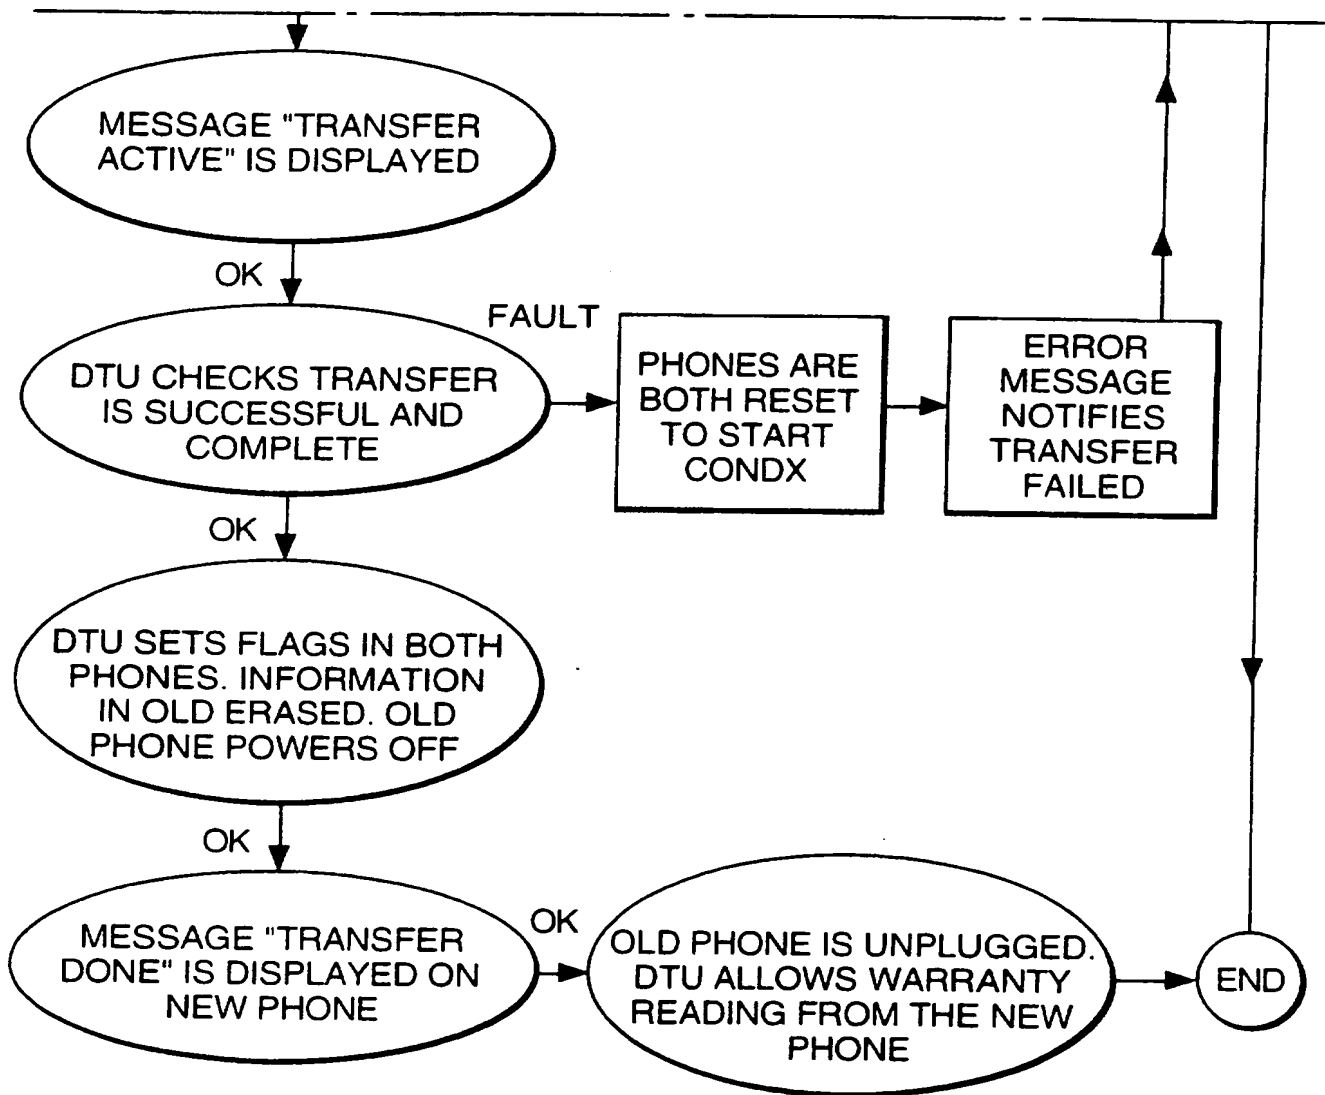 MESSAGE "TRANSFER
ACTIVE" IS DISPLAYED
OK
DTU CHECKS TRANSFER
IS SUCCESSFUL AND
COMPLETE
FAULT
PHONES ARE
BOTH RESET
TO START
CONDX
ERROR
MESSAGE
NOTIFIES
TRANSFER
FAILED
OK
DTU SETS FLAGS IN BOTH
PHONES. INFORMATION
IN OLD ERASED. OLD
PHONE POWERS OFF
OK
MESSAGE "TRANSFER
DONE" IS DISPLAYED ON
NEW PHONE
OK
OLD PHONE IS UNPLUGGED.
DTU ALLOWS WARRANTY
READING FROM THE NEW
PHONE
END